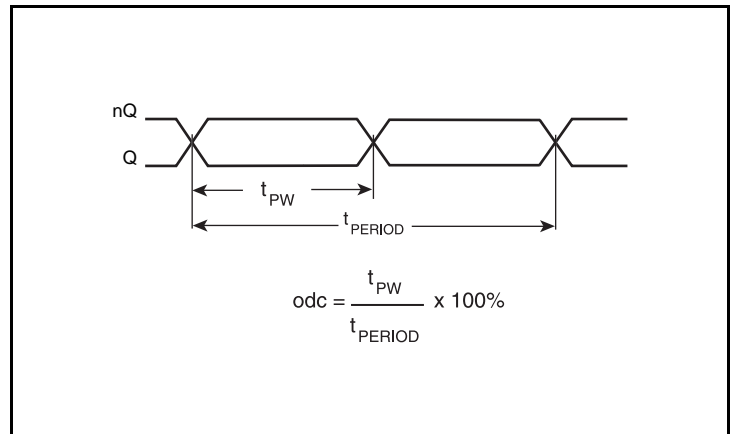 nQ
Q
tPW
tPERIOD
odc = tPW / tPERIOD x 100%